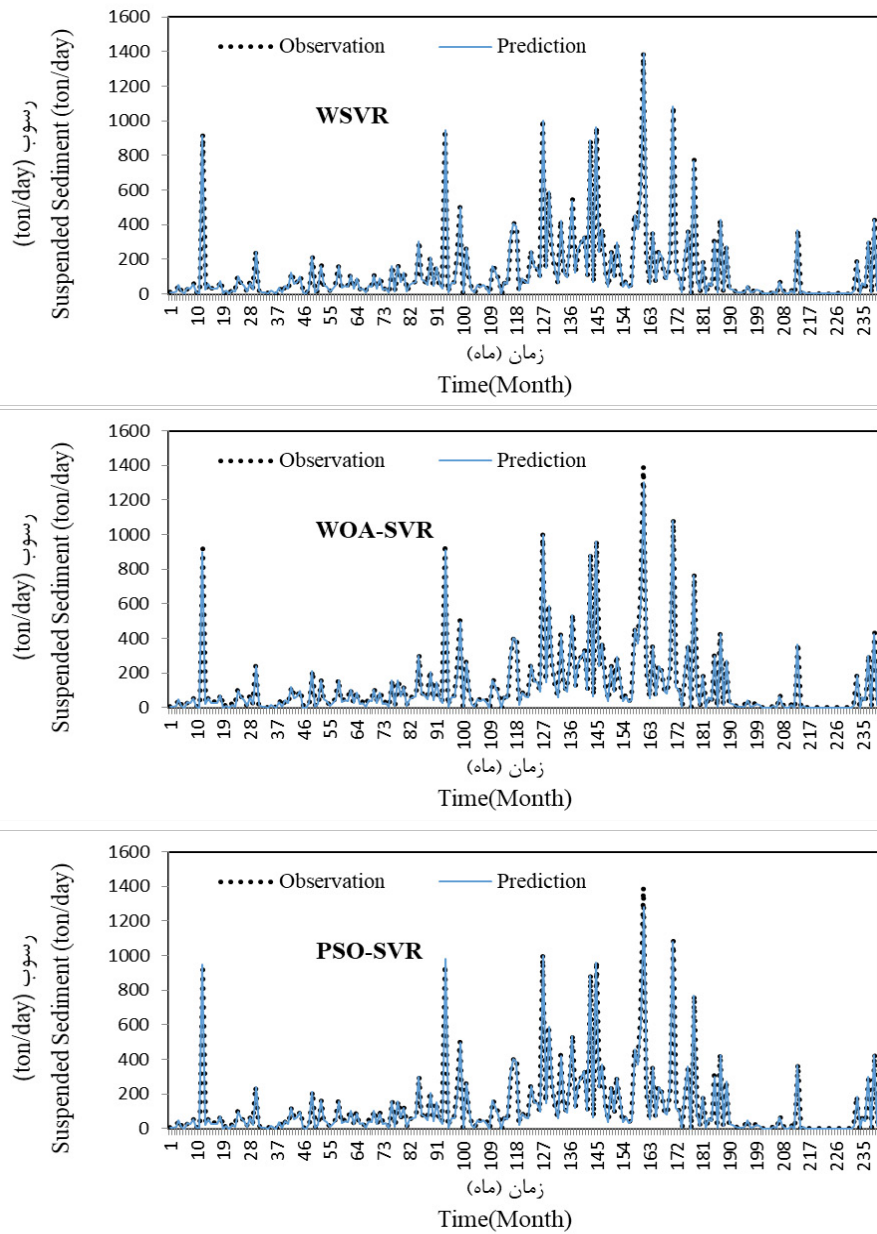 1600
Observation Prediction
1400
1200
WSVR
1000
800
600
400
200
0
رسوب (ton/day)
Suspended Sediment (ton/day)
1 10 19 28 37 46 55 64 73 82 91 100 109 118 127 136 145 154 163 172 181 190 199 208 217 226 235
زمان (ماه)
Time(Month)
1600
Observation Prediction
1400
1200
WOA-SVR
1000
800
600
400
200
0
رسوب (ton/day)
Suspended Sediment (ton/day)
1 10 19 28 37 46 55 64 73 82 91 100 109 118 127 136 145 154 163 172 181 190 199 208 217 226 235
زمان (ماه)
Time(Month)
1600
Observation Prediction
1400
1200
PSO-SVR
1000
800
600
400
200
0
رسوب (ton/day)
Suspended Sediment (ton/day)
1 10 19 28 37 46 55 64 73 82 91 100 109 118 127 136 145 154 163 172 181 190 199 208 217 226 235
زمان (ماه)
Time(Month)